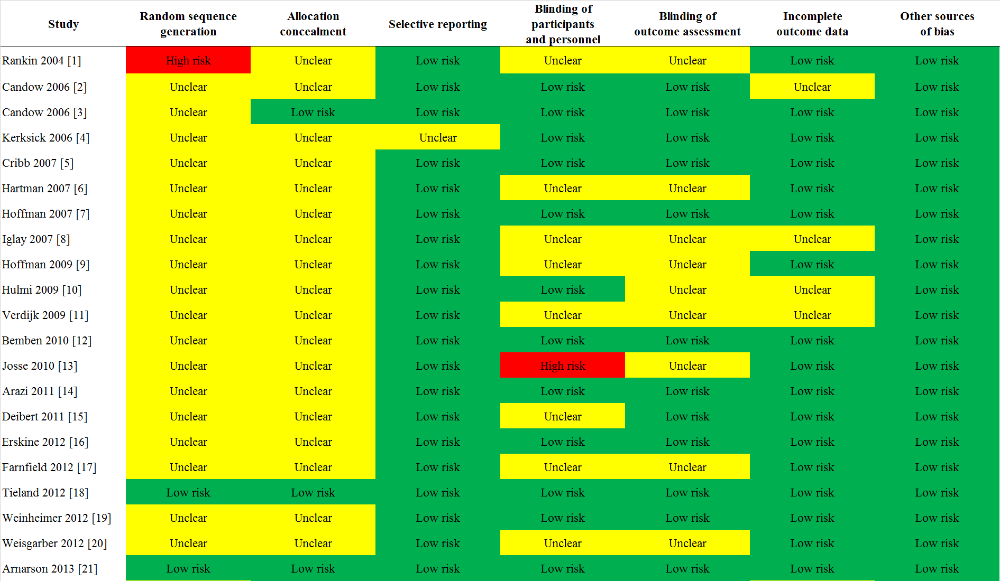 Study Random sequence generation Allocation concealment Selective reporting Blinding of participants and personnel Blinding of outcome assessment Incomplete outcome data Other sources of bias
Rankin 2004 [1] High risk Unclear Low risk Unclear Unclear Low risk Low risk
Candow 2006 [2] Unclear Unclear Low risk Low risk Low risk Unclear Low risk
Candow 2006 [3] Unclear Low risk Low risk Low risk Low risk Low risk Low risk
Kerksick 2006 [4] Unclear Unclear Unclear Low risk Low risk Low risk Low risk
Cribb 2007 [5] Unclear Unclear Low risk Low risk Low risk Low risk Low risk
Hartman 2007 [6] Unclear Unclear Low risk Unclear Unclear Low risk Low risk
Hoffman 2007 [7] Unclear Unclear Low risk Low risk Low risk Low risk Low risk
Iglay 2007 [8] Unclear Unclear Low risk Unclear Unclear Unclear Low risk
Hoffman 2009 [9] Unclear Unclear Low risk Unclear Unclear Low risk Low risk
Hulmi 2009 [10] Unclear Unclear Low risk Low risk Unclear Unclear Low risk
Verdijk 2009 [11] Unclear Unclear Low risk Unclear Unclear Unclear Low risk
Bemben 2010 [12] Unclear Unclear Low risk Low risk Low risk Low risk Low risk
Josse 2010 [13] Unclear Unclear Low risk High risk Unclear Low risk Low risk
Arazi 2011 [14] Unclear Unclear Low risk Low risk Low risk Low risk Low risk
Deibert 2011 [15] Unclear Unclear Low risk Unclear Low risk Low risk Low risk
Erskine 2012 [16] Unclear Unclear Low risk Low risk Low risk Low risk Low risk
Farnfield 2012 [17] Unclear Unclear Low risk Unclear Unclear Low risk Low risk
Tieland 2012 [18] Low risk Low risk Low risk Low risk Low risk Low risk Low risk
Weinheimer 2012 [19] Unclear Unclear Low risk Low risk Low risk Low risk Low risk
Weisgarber 2012 [20] Unclear Unclear Low risk Unclear Unclear Low risk Low risk
Arnarson 2013 [21] Low risk Low risk Low risk Low risk Low risk Low risk Low risk